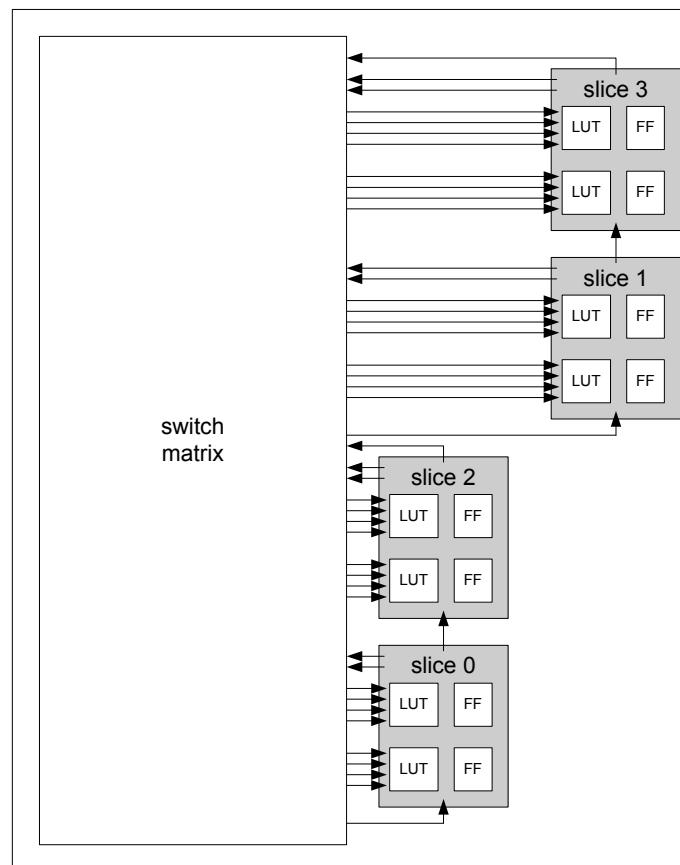 slice 3
LUT FF
LUT FF
slice 1
LUT FF
LUT FF
switch
matrix
slice 2
LUT FF
LUT FF
slice 0
LUT FF
LUT FF